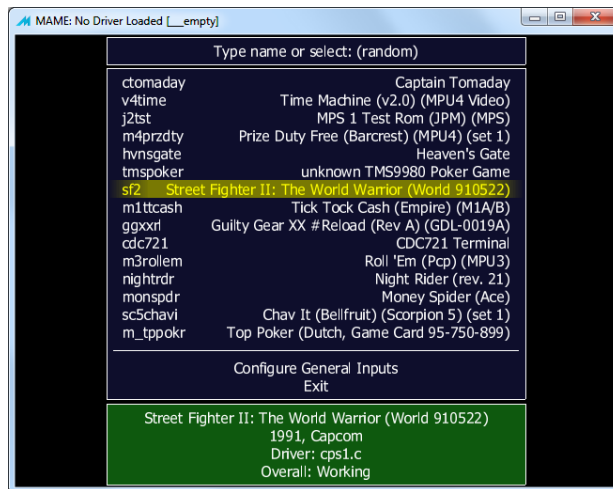 MAME: No Driver Loaded [___empty]
Type name or select: (random)
ctomaday Captain Tomaday
v4time Time Machine (v2.0) (MPU4 Video)
j2tst MPS 1 Test Rom (JPM) (MPS)
m4przdty Prize Duty Free (Barcrest) (MPU4) (set 1)
hvnsgate Heaven's Gate
tmspoker unknown TMS9980 Poker Game
sf2 Street Fighter II: The World Warrior (World 910522)
m1ttcash Tick Tock Cash (Empire) (M1A/B)
ggxxrl Guilty Gear XX #Reload (Rev A) (GDL-0019A)
cdc721 CDC721 Terminal
m3rollem Roll 'Em (Pcp) (MPU3)
nightrdr Night Rider (rev. 21)
monspdr Money Spider (Ace)
sc5chavi Chav It (Bellfruit) (Scorpion 5) (set 1)
m_tppokr Top Poker (Dutch, Game Card 95-750-899)
Configure General Inputs
Exit
Street Fighter II: The World Warrior (World 910522)
1991, Capcom
Driver: cps1.c
Overall: Working